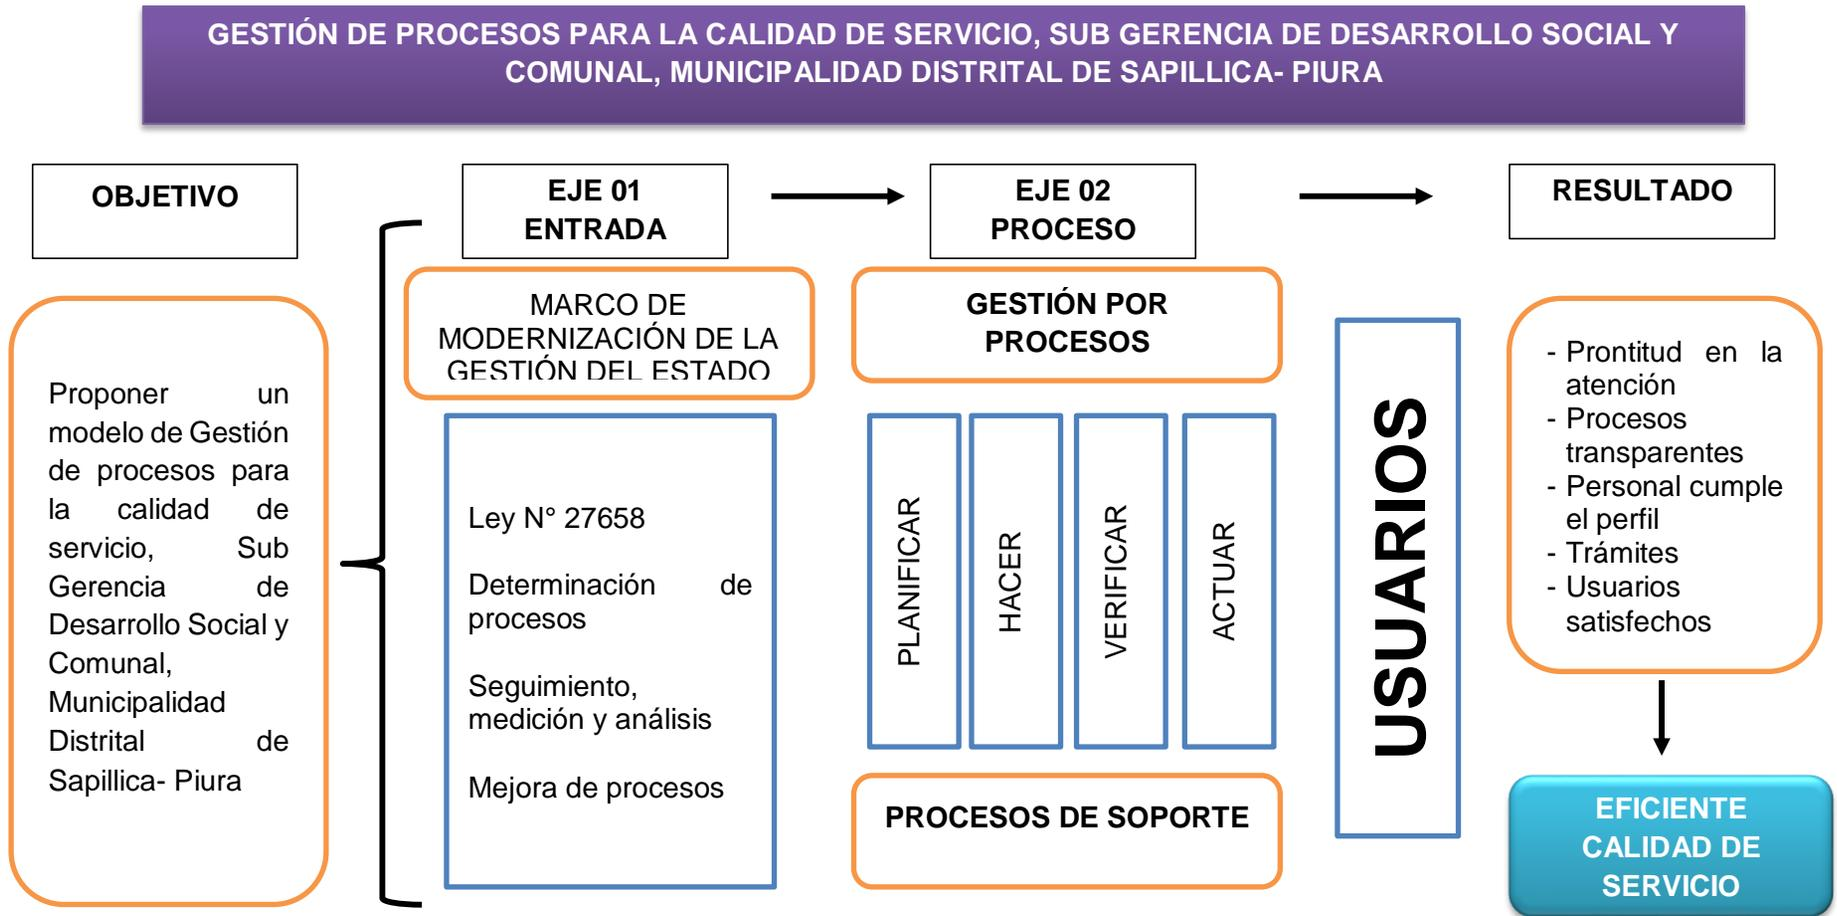 GESTIÓN DE PROCESOS PARA LA CALIDAD DE SERVICIO, SUB GERENCIA DE DESARROLLO SOCIAL Y
COMUNAL, MUNICIPALIDAD DISTRITAL DE SAPILLICA- PIURA
OBJETIVO
Proponer un
modelo de Gestión
de procesos para
la calidad de
servicio, Sub
Gerencia de
Desarrollo Social y
Comunal,
Municipalidad
Distrital de
Sapillica- Piura
EJE 01
ENTRADA
MARCO DE
MODERNIZACIÓN DE LA
GESTIÓN DEL ESTADO
Ley N° 27658
Determinación de
procesos
Seguimiento,
medición y análisis
Mejora de procesos
EJE 02
PROCESO
GESTIÓN POR
PROCESOS
PLANIFICAR
HACER
VERIFICAR
ACTUAR
PROCESOS DE SOPORTE
USUARIOS
RESULTADO
- Prontitud en la
atención
- Procesos
transparentes
- Personal cumple
el perfil
- Trámites
- Usuarios
satisfechos
EFICIENTE
CALIDAD DE
SERVICIO